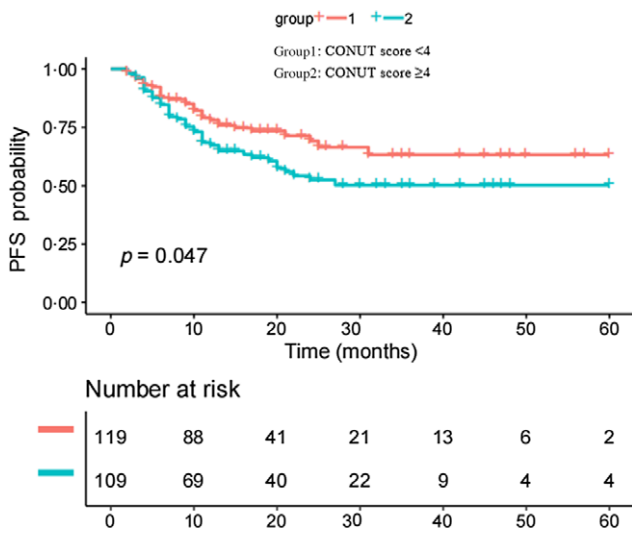 group 1 2
Group1: CONUT score <4
Group2: CONUT score ≥4
PFS probability
1·00
0·75
0·50
0·25
0·00
p = 0.047
0 10 20 30 40 50 60
Time (months)
Number at risk
119 88 41 21 13 6 2
109 69 40 22 9 4 4
0 10 20 30 40 50 60